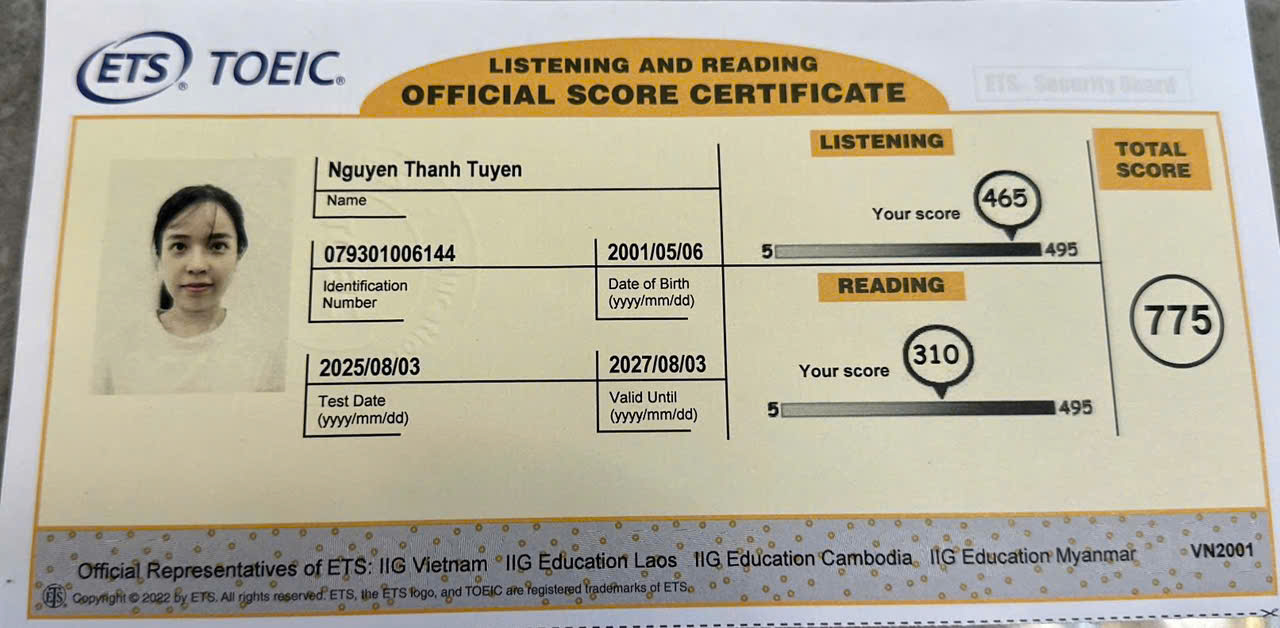 ETS® TOEIC®
LISTENING AND READING
OFFICIAL SCORE CERTIFICATE
ETS Security Guard
Nguyen Thanh Tuyen
Name
079301006144
Identification
Number
2001/05/06
Date of Birth
(yyyy/mm/dd)
2025/08/03
Test Date
(yyyy/mm/dd)
2027/08/03
Valid Until
(yyyy/mm/dd)
LISTENING
Your score 465
5 495
READING
Your score 310
5 495
TOTAL
SCORE
775
Official Representatives of ETS: IIG Vietnam IIG Education Laos IIG Education Cambodia IIG Education Myanmar VN2001
ETS® Copyright © 2022 by ETS. All rights reserved. ETS, the ETS logo, and TOEIC are registered trademarks of ETS.